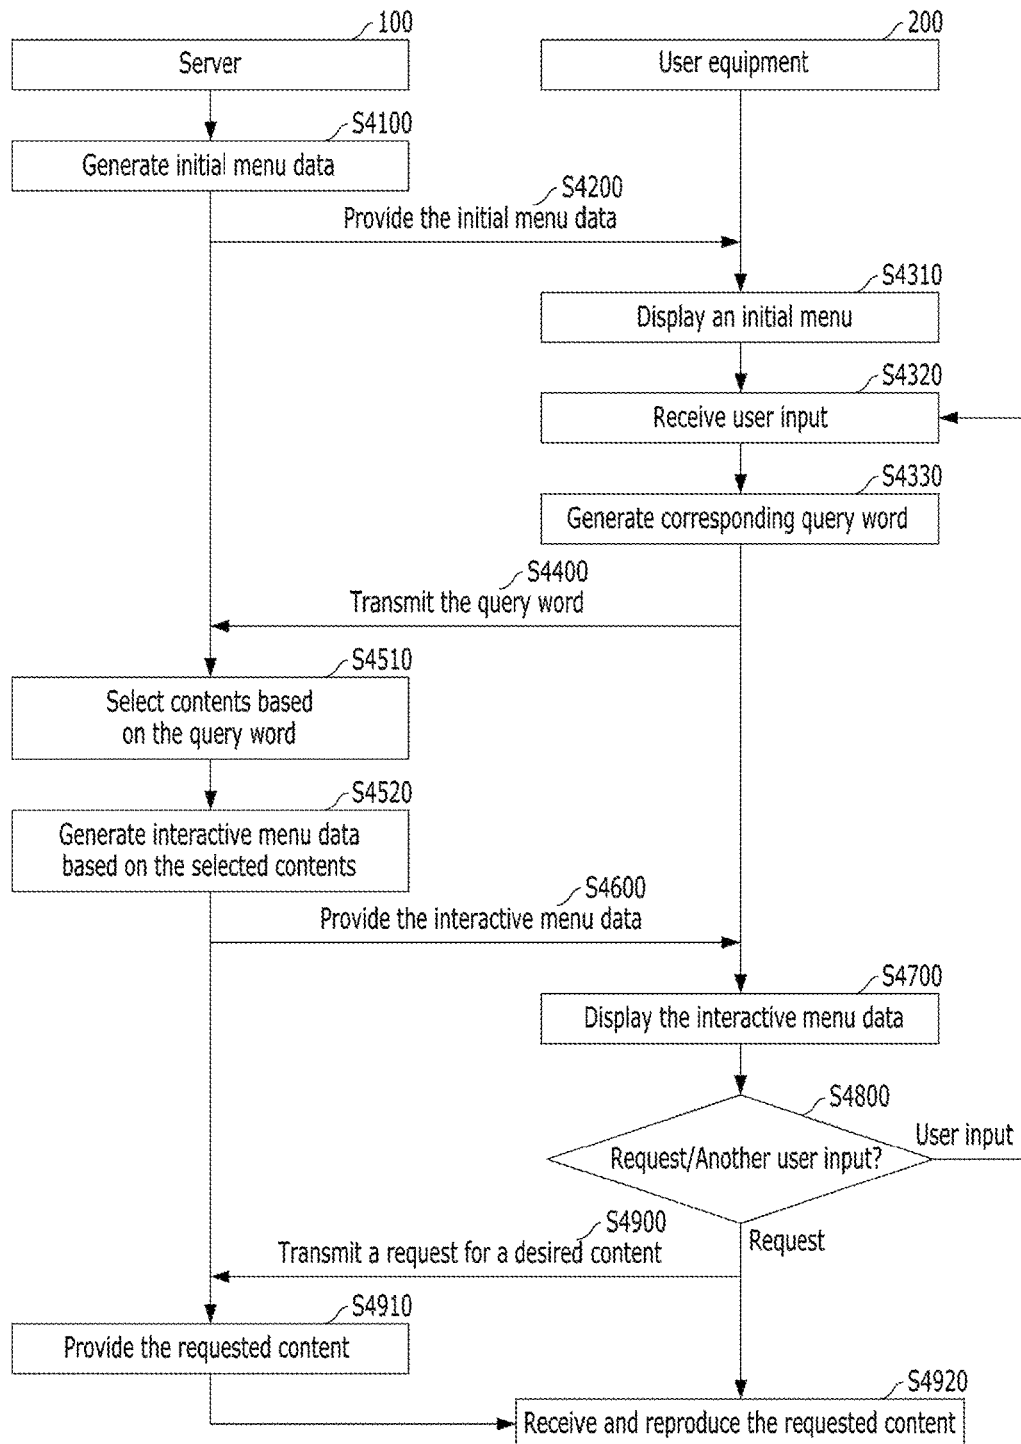 100
200
Server
User equipment
S4100
Generate initial menu data
S4200
Provide the initial menu data
S4310
Display an initial menu
S4320
Receive user input
S4330
Generate corresponding query word
S4400
Transmit the query word
S4510
Select contents based
on the query word
S4520
Generate interactive menu data
based on the selected contents
S4600
Provide the interactive menu data
S4700
Display the interactive menu data
S4800
User input
Request/Another user input?
S4900
Request
Transmit a request for a desired content
S4910
Provide the requested content
S4920
Receive and reproduce the requested content